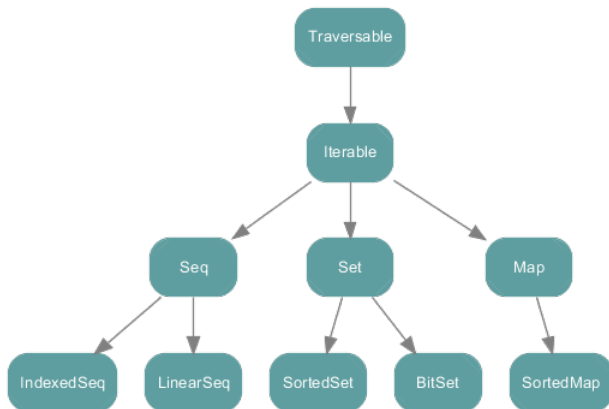 Traversable
Iterable
Seq
Set
Map
IndexedSeq
LinearSeq
SortedSet
BitSet
SortedMap